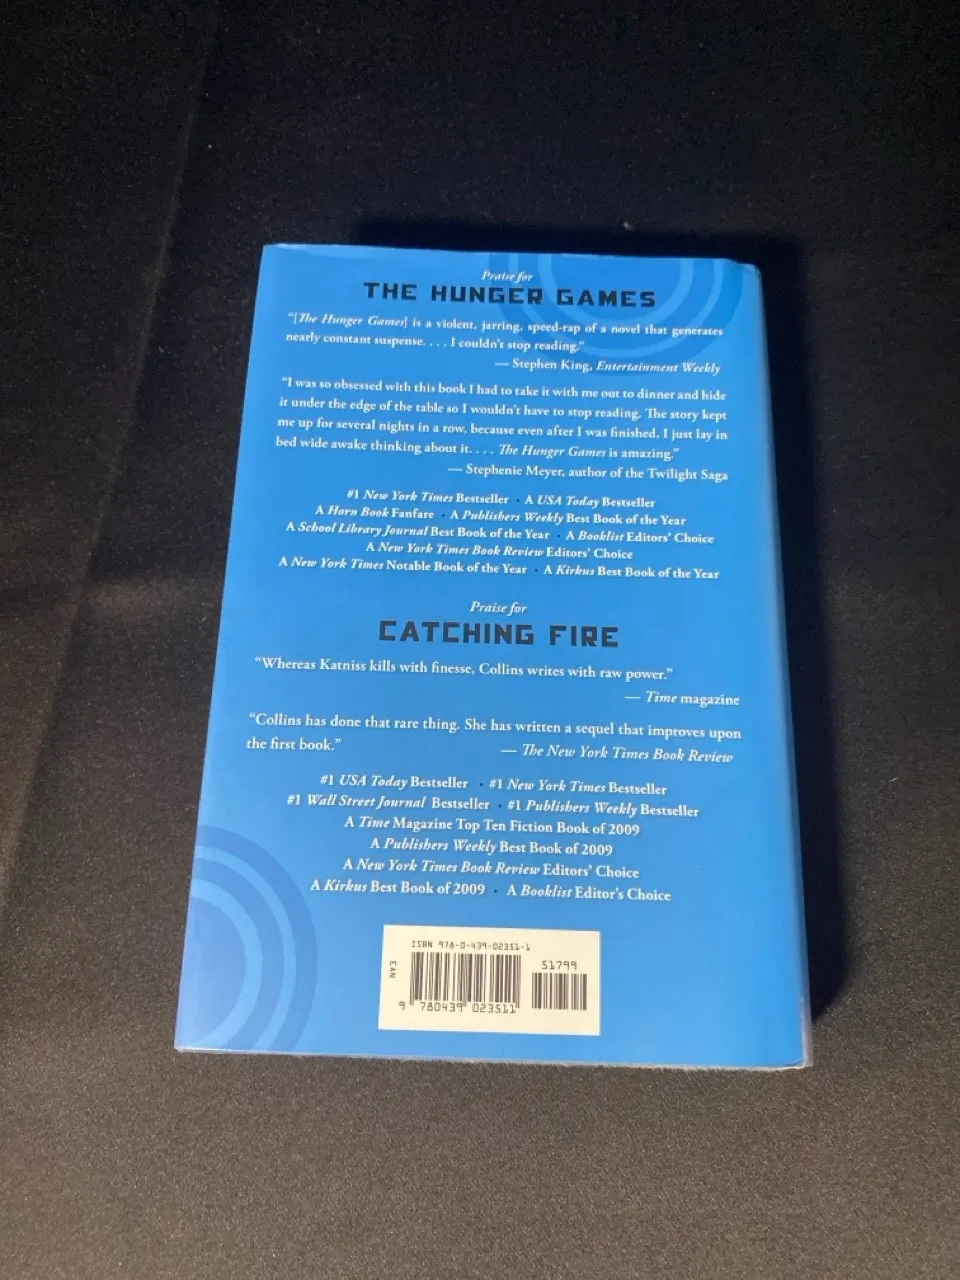 Praise for
THE HUNGER GAMES
“[The Hunger Games] is a violent, jarring, speed-rap of a novel that generates
nearly constant suspense. . . . I couldn’t stop reading.”
— Stephen King, Entertainment Weekly
“I was so obsessed with this book I had to take it with me out to dinner and hide
it under the edge of the table so I wouldn’t have to stop reading. The story kept
me up for several nights in a row, because even after I was finished, I just lay in
bed wide awake thinking about it. . . . The Hunger Games is amazing.”
— Stephenie Meyer, author of the Twilight Saga
#1 New York Times Bestseller · A USA Today Bestseller
A Horn Book Fanfare · A Publishers Weekly Best Book of the Year
A School Library Journal Best Book of the Year · A Booklist Editors’ Choice
A New York Times Book Review Editors’ Choice
A New York Times Notable Book of the Year · A Kirkus Best Book of the Year
Praise for
CATCHING FIRE
“Whereas Katniss kills with finesse, Collins writes with raw power.”
— Time magazine
“Collins has done that rare thing. She has written a sequel that improves upon
the first book.” — The New York Times Book Review
#1 USA Today Bestseller · #1 New York Times Bestseller
#1 Wall Street Journal Bestseller · #1 Publishers Weekly Bestseller
A Time Magazine Top Ten Fiction Book of 2009
A Publishers Weekly Best Book of 2009
A New York Times Book Review Editors’ Choice
A Kirkus Best Book of 2009 · A Booklist Editor’s Choice
ISBN 978-0-439-02351-1
EAN
51799
9 780439 023511